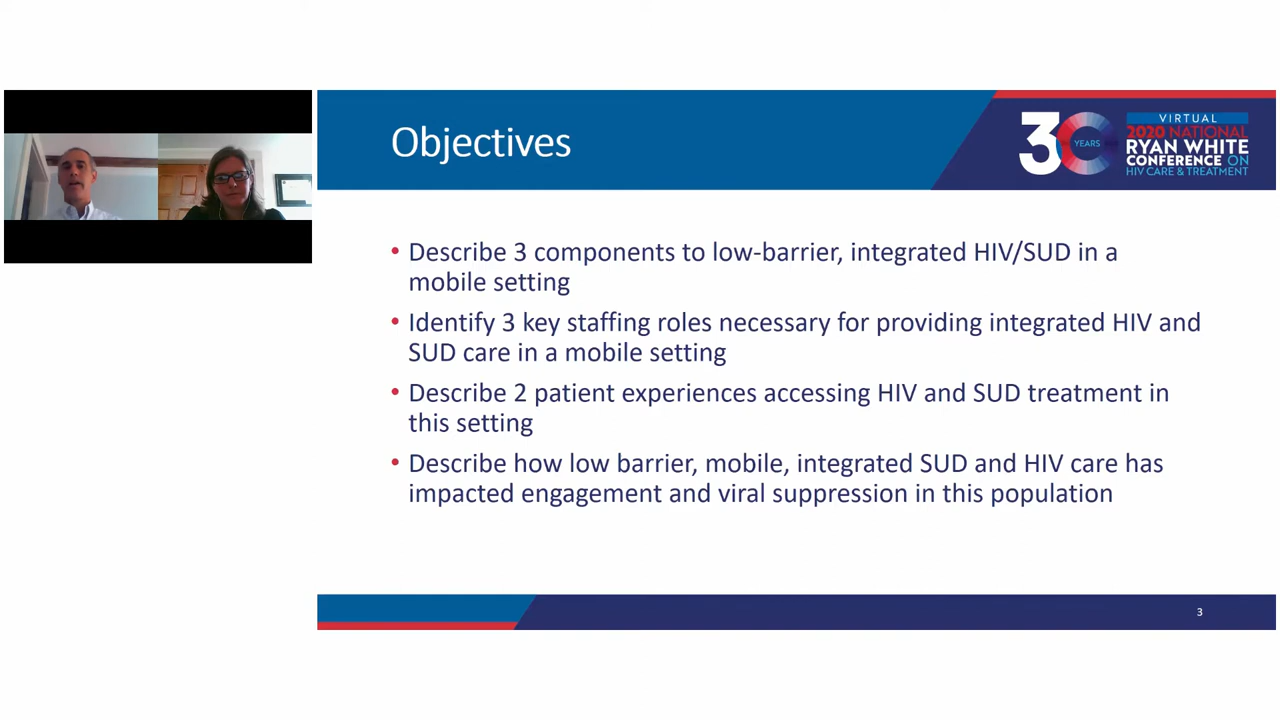 Objectives
30
YEARS
VIRTUAL
2020 NATIONAL
RYAN WHITE
CONFERENCE ON
HIV CARE & TREATMENT
• Describe 3 components to low-barrier, integrated HIV/SUD in a
mobile setting
• Identify 3 key staffing roles necessary for providing integrated HIV and
SUD care in a mobile setting
• Describe 2 patient experiences accessing HIV and SUD treatment in
this setting
• Describe how low barrier, mobile, integrated SUD and HIV care has
impacted engagement and viral suppression in this population
3